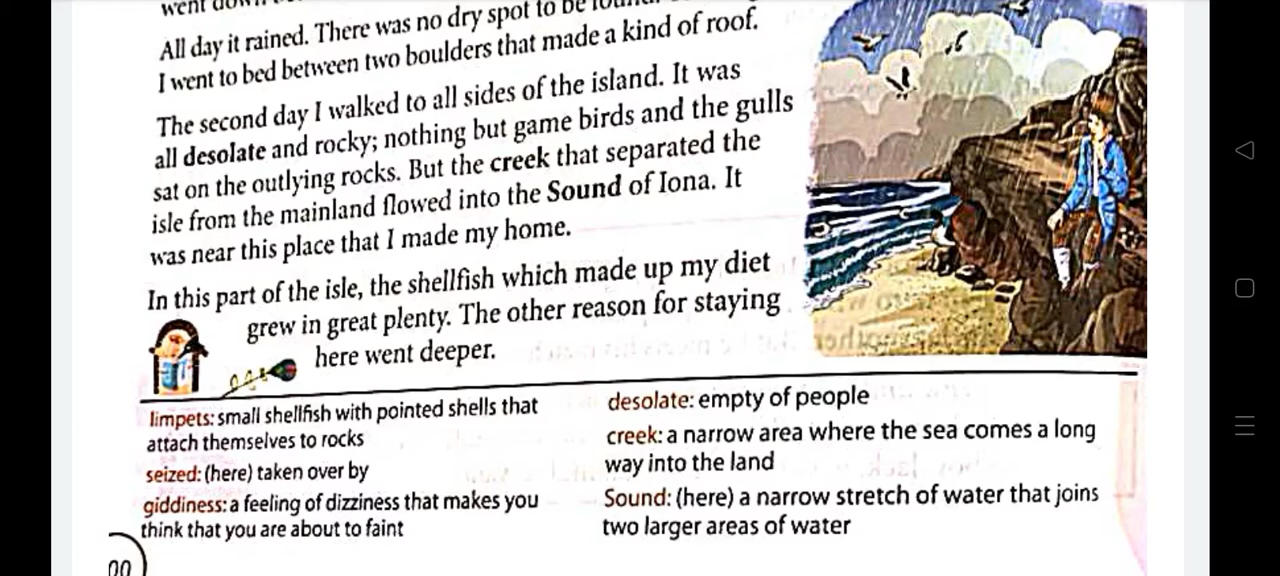 went down
All day it rained. There was no dry spot to be found.
I went to bed between two boulders that made a kind of roof.
The second day I walked to all sides of the island. It was
all desolate and rocky; nothing but game birds and the gulls
sat on the outlying rocks. But the creek that separated the
isle from the mainland flowed into the Sound of Iona. It
was near this place that I made my home.
In this part of the isle, the shellfish which made up my diet
grew in great plenty. The other reason for staying
here went deeper.
limpets: small shellfish with pointed shells that
attach themselves to rocks
seized: (here) taken over by
giddiness: a feeling of dizziness that makes you
think that you are about to faint
desolate: empty of people
creek: a narrow area where the sea comes a long
way into the land
Sound: (here) a narrow stretch of water that joins
two larger areas of water